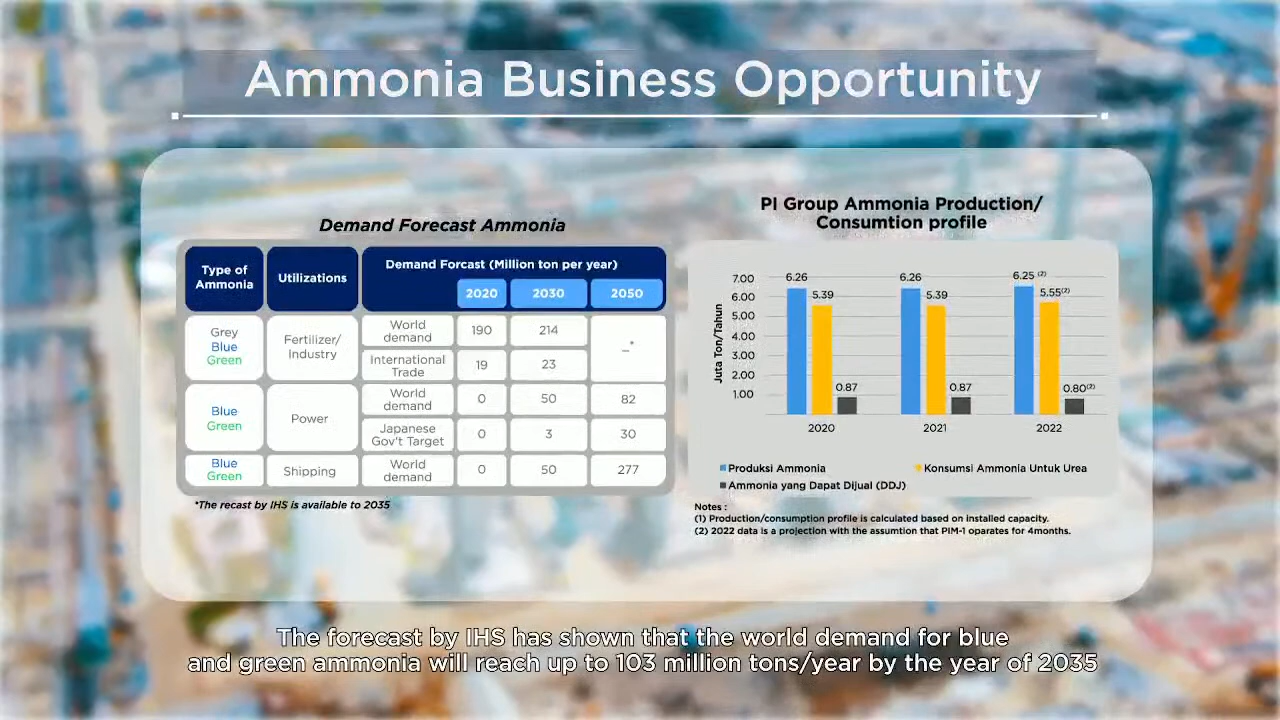 Ammonia Business Opportunity
Demand Forecast Ammonia
Type of
Ammonia
Utilizations
Demand Forcast (Million ton per year)
2020 2030 2050
Grey
Blue
Green
Fertilizer/
Industry
World
demand
190 214
_*
International
Trade
19 23
Blue
Green
Power
World
demand
0 50 82
Japanese
Gov't Target
0 3 30
Blue
Green
Shipping
World
demand
0 50 277
*The recast by IHS is available to 2035
PI Group Ammonia Production/
Consumtion profile
Juta Ton/Tahun
7.00
6.00
5.00
4.00
3.00
2.00
1.00
6.26 5.39 0.87
6.26 5.39 0.87
6.25 (2) 5,55(2) 0.80(2)
2020 2021 2022
Produksi Ammonia Konsumsi Ammonia Untuk Urea
Ammonia yang Dapat Dijual (DDJ)
Notes :
(1) Production/consumption profile is calculated based on installed capacity.
(2) 2022 data is a projection with the assumption that PIM-1 oparates for 4months.
The forecast by IHS has shown that the world demand for blue
and green ammonia will reach up to 103 million tons/year by the year of 2035